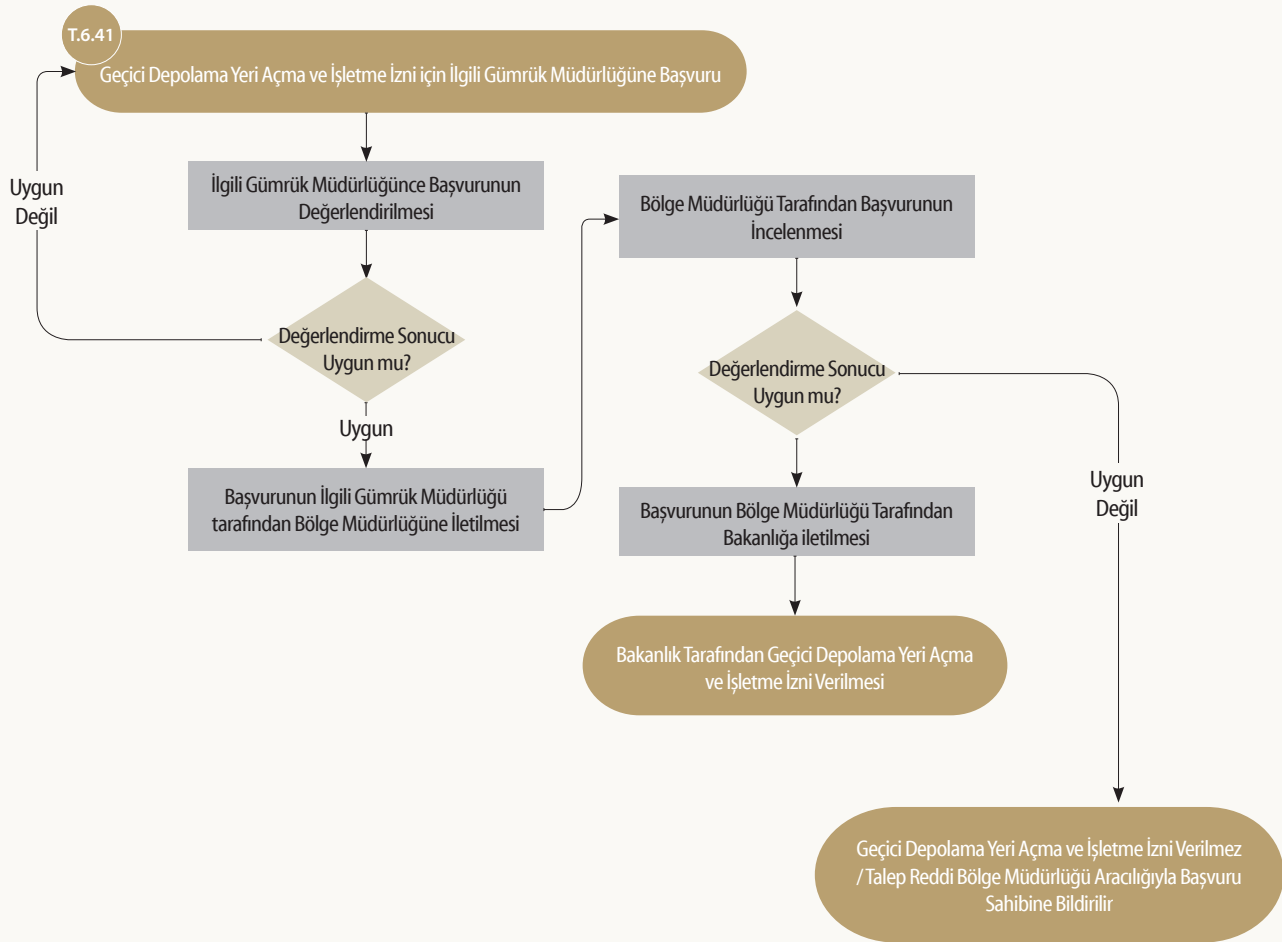 T.6.41
Geçici Depolama Yeri Açma ve İşletme İzni için İlgili Gümrük Müdürlüğüne Başvuru
Uygun
Değil
İlgili Gümrük Müdürlüğünce Başvurunun
Değerlendirilmesi
Değerlendirme Sonucu
Uygun mu?
Uygun
Başvurunun İlgili Gümrük Müdürlüğü
tarafından Bölge Müdürlüğüne İletilmesi
Bölge Müdürlüğü Tarafından Başvurunun
İncelenmesi
Değerlendirme Sonucu
Uygun mu?
Uygun
Değil
Başvurunun Bölge Müdürlüğü Tarafından
Bakanlığa iletilmesi
Bakanlık Tarafından Geçici Depolama Yeri Açma
ve İşletme İzni Verilmesi
Geçici Depolama Yeri Açma ve İşletme İzni Verilmez
/ Talep Reddi Bölge Müdürlüğü Aracılığıyla Başvuru
Sahibine Bildirilir